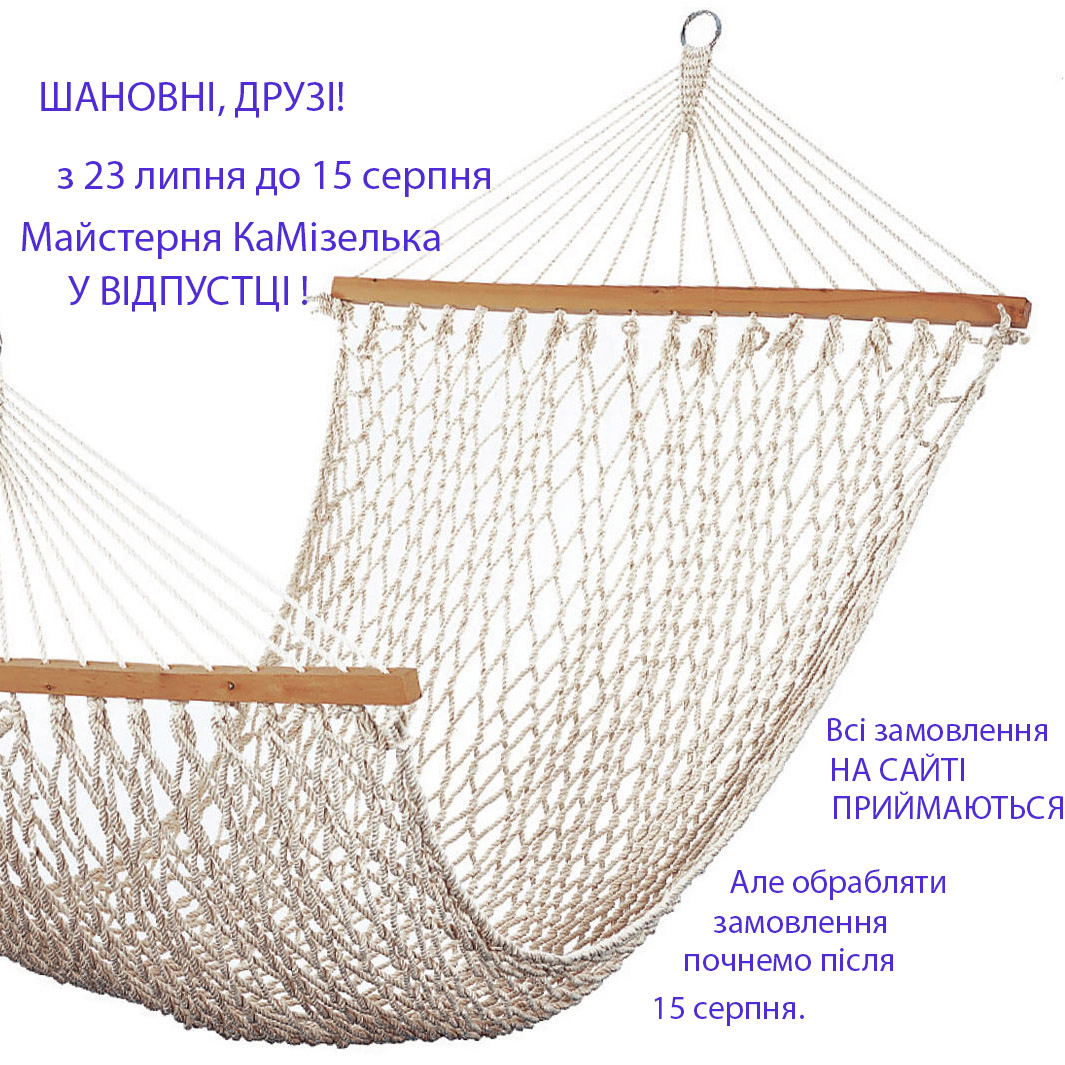 ШАНОВНІ, ДРУЗІ!
з 23 липня до 15 серпня
Майстерня КаМізелька
У ВІДПУСТЦІ !
Всі замовлення
НА САЙТІ
ПРИЙМАЮТЬСЯ
Але обрабляти
замовлення
почнемо після
15 серпня.